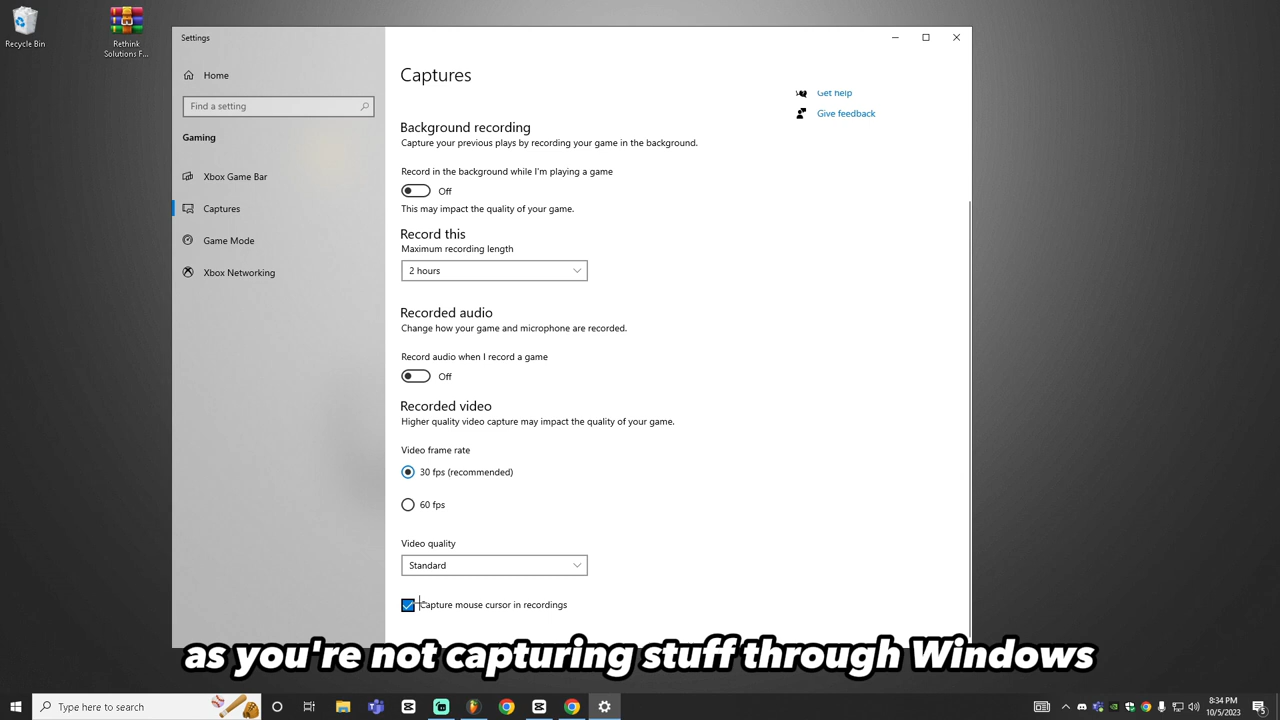 Recycle Bin
Rethink
Solutions F...
Settings
Home
Find a setting
Gaming
Xbox Game Bar
Captures
Game Mode
Xbox Networking
Captures
Get help
Give feedback
Background recording
Capture your previous plays by recording your game in the background.
Record in the background while I'm playing a game
Off
This may impact the quality of your game.
Record this
Maximum recording length
2 hours
Recorded audio
Change how your game and microphone are recorded.
Record audio when I record a game
Off
Recorded video
Higher quality video capture may impact the quality of your game.
Video frame rate
30 fps (recommended)
60 fps
Video quality
Standard
Capture mouse cursor in recordings
as you're not capturing stuff through Windows
Type here to search
8:34 PM
10/5/2023